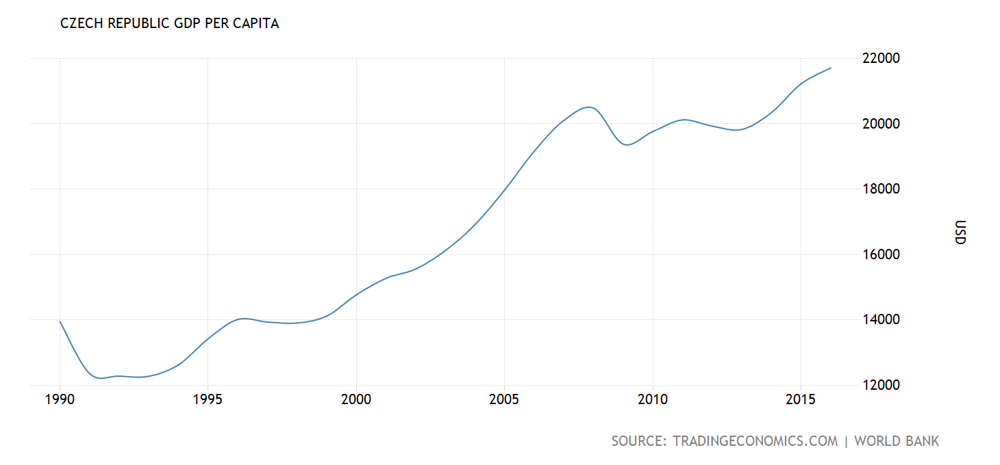 CZECH REPUBLIC GDP PER CAPITA
22000
20000
18000
16000
14000
12000
USD
1990 1995 2000 2005 2010 2015
SOURCE: TRADINGECONOMICS.COM | WORLD BANK